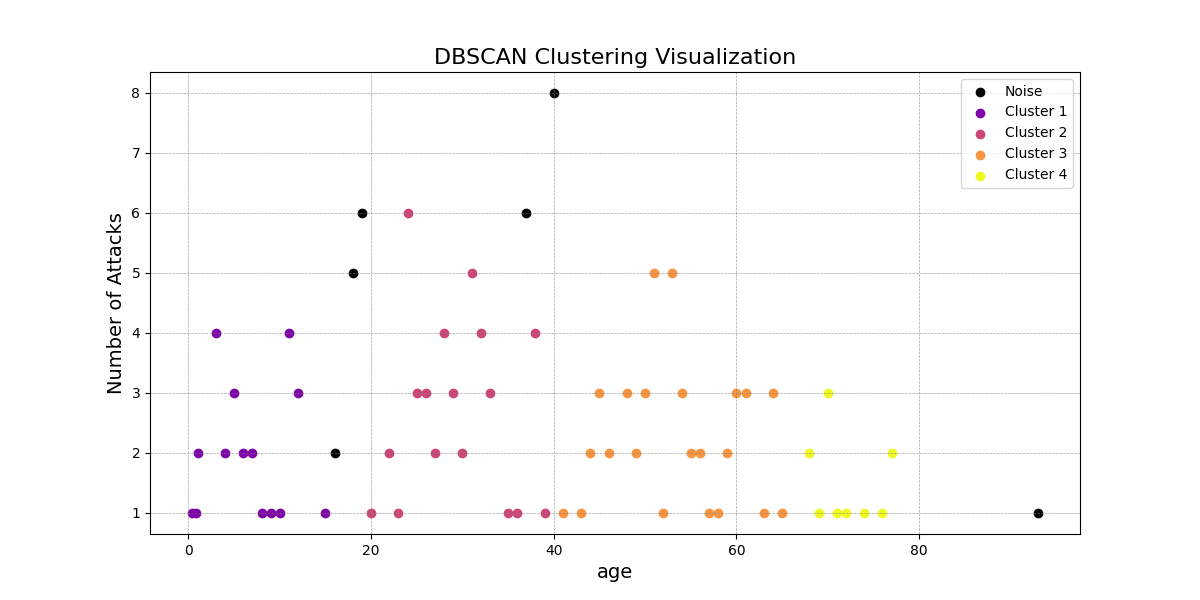 DBSCAN Clustering Visualization
Number of Attacks
8
7
6
5
4
3
2
1
0
20
40
60
80
age
Noise
Cluster 1
Cluster 2
Cluster 3
Cluster 4